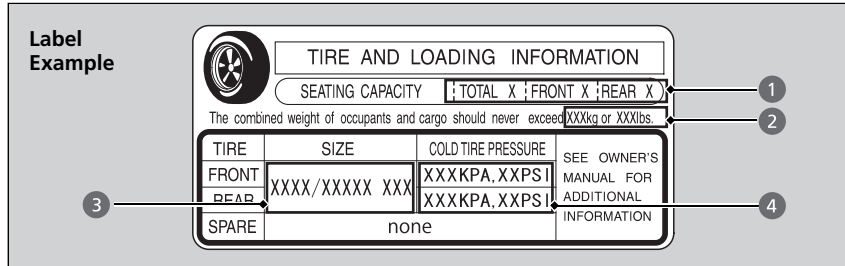 Label
Example
TIRE AND LOADING INFORMATION
SEATING CAPACITY TOTAL X FRONT X REAR X
1
The combined weight of occupants and cargo should never exceed XXXkg or XXXlbs.
2
TIRE SIZE COLD TIRE PRESSURE
SEE OWNER'S
MANUAL FOR
ADDITIONAL
INFORMATION
FRONT XXXX/XXXXX XXX XXXKPA,XXPSI
REAR XXXKPA,XXPSI
3
4
SPARE none